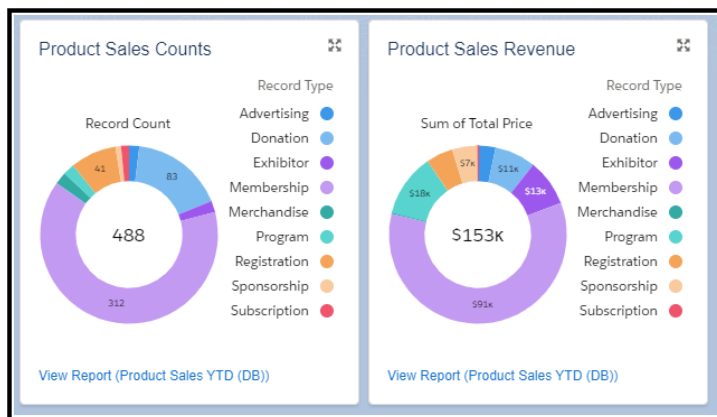 Product Sales Counts
Record Type
Record Count
Advertising
Donation
Exhibitor
Membership
Merchandise
Program
Registration
Sponsorship
Subscription
41
83
488
312
View Report (Product Sales YTD (DB))
Product Sales Revenue
Record Type
Sum of Total Price
Advertising
Donation
Exhibitor
Membership
Merchandise
Program
Registration
Sponsorship
Subscription
$7K
$11K
$13K
$18K
$153K
$91K
View Report (Product Sales YTD (DB))